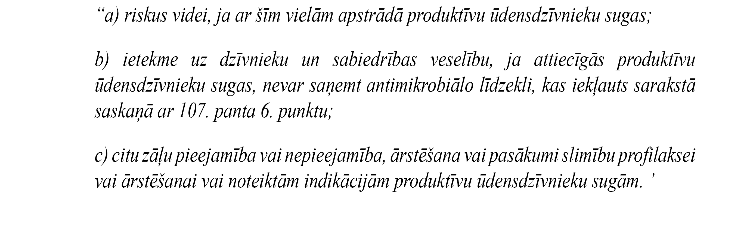 “a) riskus videi, ja ar šīm vielām apstrādā produktīvu ūdensdzīvnieku sugas;
b) ietekme uz dzīvnieku un sabiedrības veselību, ja attiecīgās produktīvu
ūdensdzīvnieku sugas, nevar saņemt antimikrobiālo līdzekli, kas iekļauts sarakstā
saskaņā ar 107. panta 6. punktu;
c) citu zāļu pieejamība vai nepieejamība, ārstēšana vai pasākumi slimību profilaksei
vai ārstēšanai vai noteiktām indikācijām produktīvu ūdensdzīvnieku sugām. ’